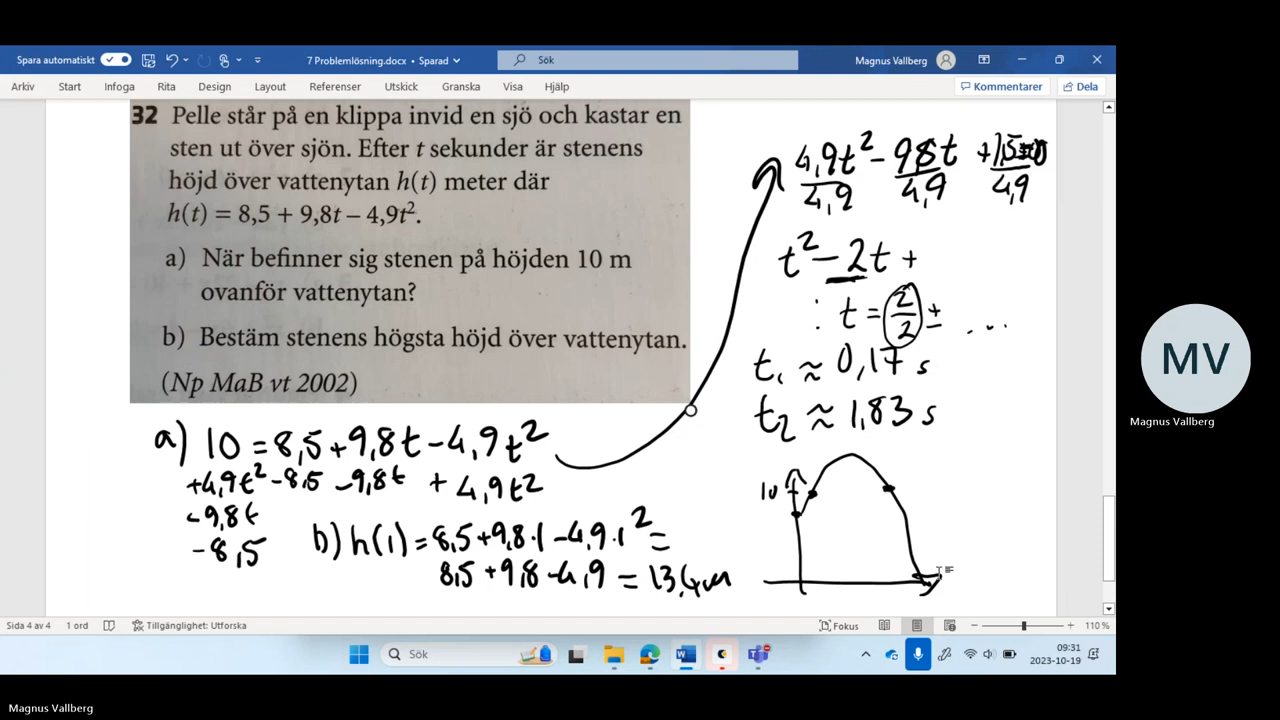 Spara automatiskt
7 Problemlösning.docx • Sparad
Sök
Magnus Vallberg
Arkiv Start Infoga Rita Design Layout Referenser Utskick Granska Visa Hjälp
Kommentarer Dela
32 Pelle står på en klippa invid en sjö och kastar en
sten ut över sjön. Efter t sekunder är stenens
höjd över vattenytan h(t) meter där
h(t) = 8,5 + 9,8t – 4,9t².
a) När befinner sig stenen på höjden 10 m
ovanför vattenytan?
b) Bestäm stenens högsta höjd över vattenytan.
(Np MaB vt 2002)
a) 10 = 8,5 + 9,8t – 4,9t²
+4,9t² -8,5 -9,8t + 4,9t²
-9,8t
-8,5
b) h(1) = 8,5 + 9,8·1 – 4,9·1² =
8,5 + 9,8 - 4,9 = 13,4 m
4,9t² - 9,8t + 1,5
4,9 4,9 4,9
t² – 2t +
: t = 2/2 ± ...
t₁ ≈ 0,17 s
t₂ ≈ 1,83 s
10
Sida 4 av 4 1 ord Tillgänglighet: Utforska
Fokus
110 %
Sök
09:31
2023-10-19
MV
Magnus Vallberg
Magnus Vallberg